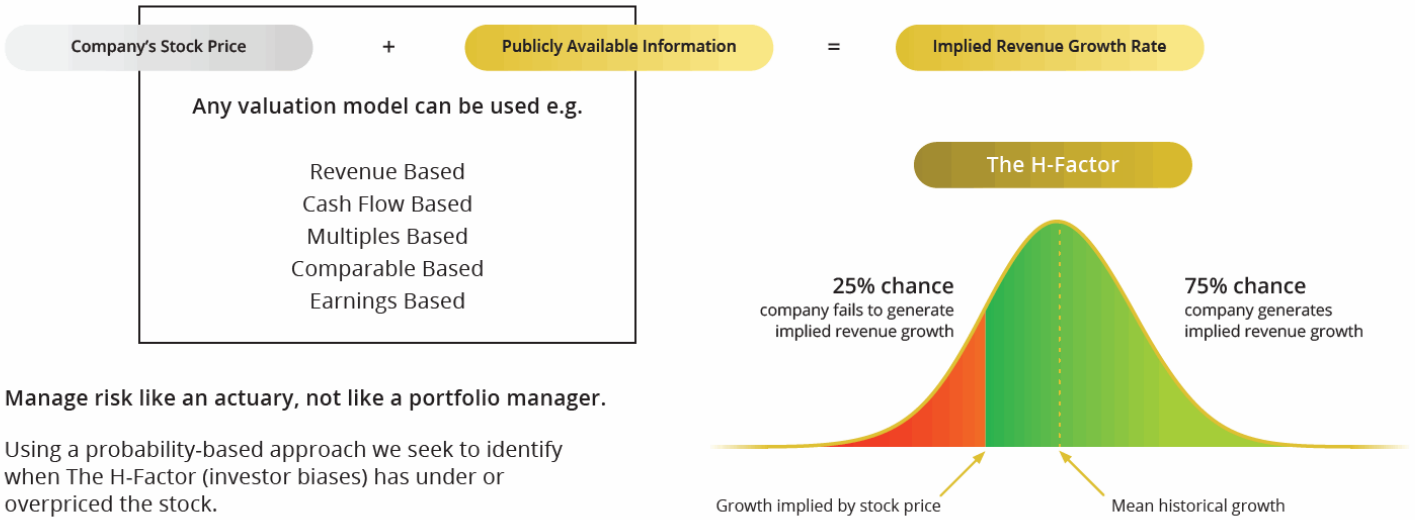 Company's Stock Price + Publicly Available Information = Implied Revenue Growth Rate
Any valuation model can be used e.g.
Revenue Based
Cash Flow Based
Multiples Based
Comparable Based
Earnings Based
Manage risk like an actuary, not like a portfolio manager.
Using a probability-based approach we seek to identify
when The H-Factor (investor biases) has under or
overpriced the stock.
The H-Factor
25% chance
company fails to generate
implied revenue growth
75% chance
company generates
implied revenue growth
Growth implied by stock price
Mean historical growth